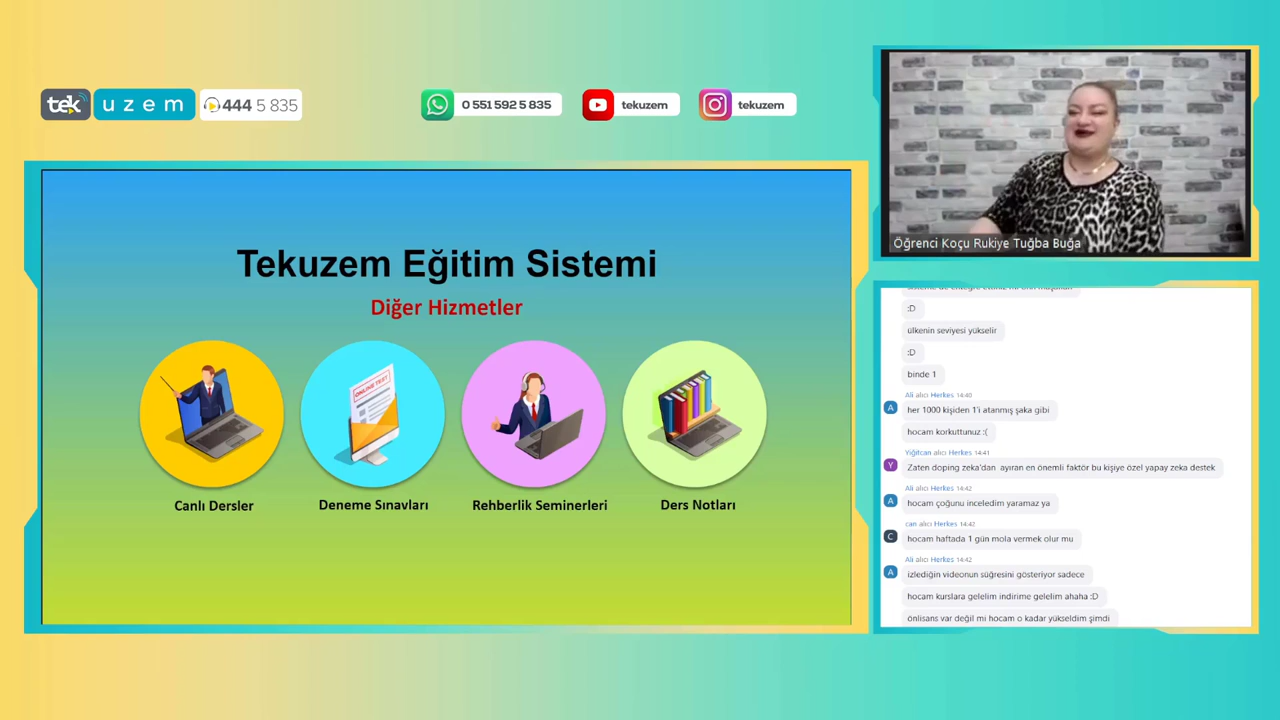 tek uzem 444 5 835
0 551 592 5 835
tekuzem
tekuzem
Tekuzem Eğitim Sistemi
Diğer Hizmetler
ONLINE TEST
Canlı Dersler
Deneme Sınavları
Rehberlik Seminerleri
Ders Notları
Öğrenci Koçu Rukiye Tuğba Buğa
:D
ülkenin seviyesi yükselir
:D
binde 1
Ali alıcı Herkes 14:40
A
her 1000 kişiden 1'i atanmış şaka gibi
hocam korkuttunuz :(
Yiğitcan alıcı Herkes 14:41
Y
Zaten doping zeka'dan ayıran en önemli faktör bu kişiye özel yapay zeka destek
Ali alıcı Herkes 14:42
A
hocam çoğunu inceledim yaramaz ya
can alıcı Herkes 14:42
C
hocam haftada 1 gün mola vermek olur mu
Ali alıcı Herkes 14:42
A
izlediğin videonun süğresini gösteriyor sadece
hocam kurslara gelelim indirime gelelim ahaha :D
önlisans var değil mi hocam o kadar yükseldim şimdi